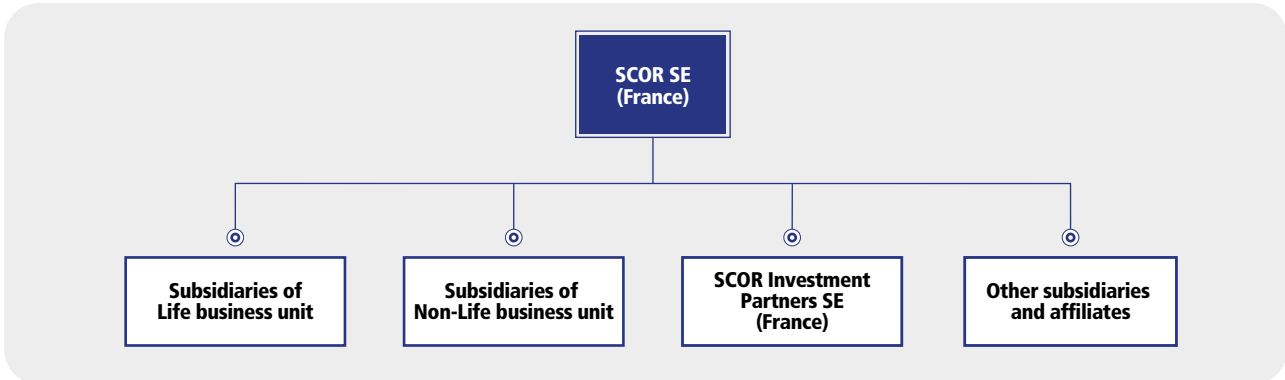 SCOR SE
(France)
Subsidiaries of
Life business unit
Subsidiaries of
Non-Life business unit
SCOR Investment
Partners SE
(France)
Other subsidiaries
and affiliates